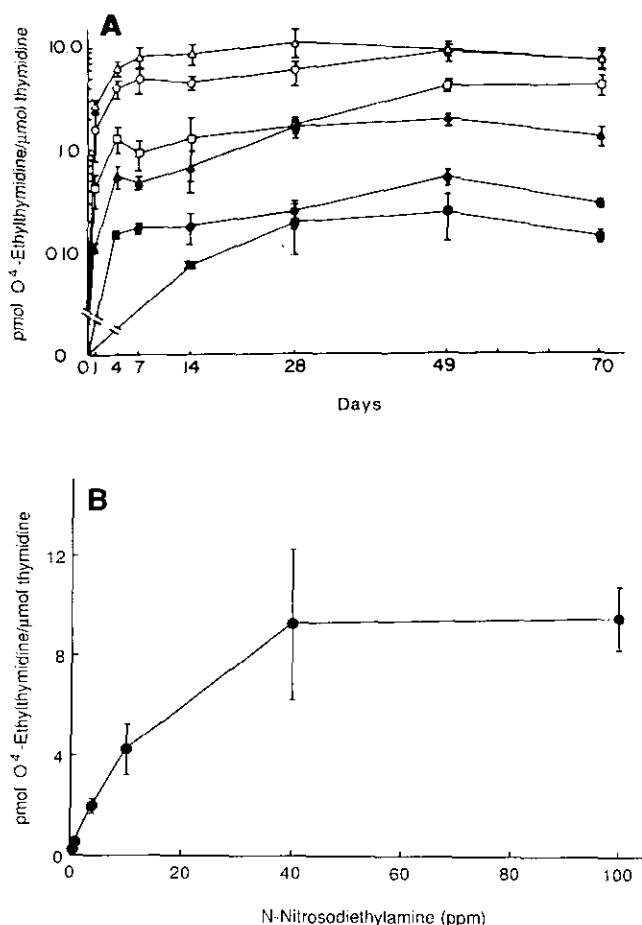 A
pmol O⁴-Ethylthymidine/μmol thymidine
10.0
1.0
0.10
0
0 1 4 7 14 28 49 70
Days
B
pmol O⁴-Ethylthymidine/μmol thymidine
12
8
4
0
0 20 40 60 80 100
N-Nitrosodiethylamine (ppm)